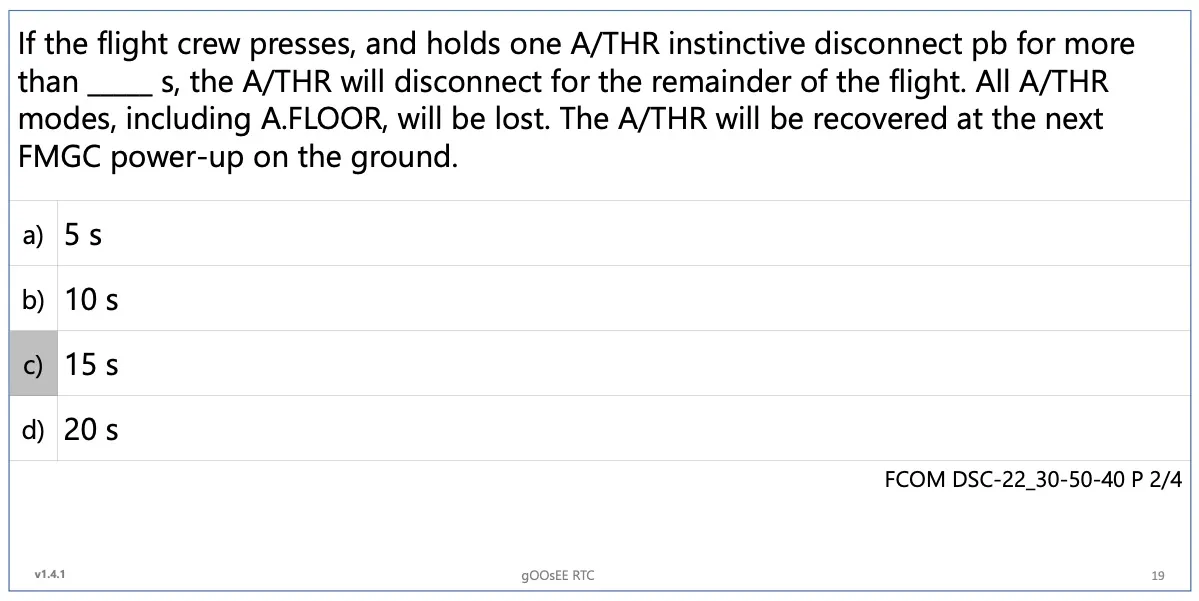 If the flight crew presses, and holds one A/THR instinctive disconnect pb for more
than _____ s, the A/THR will disconnect for the remainder of the flight. All A/THR
modes, including A.FLOOR, will be lost. The A/THR will be recovered at the next
FMGC power-up on the ground.
a) 5 s
b) 10 s
c) 15 s
d) 20 s
FCOM DSC-22_30-50-40 P 2/4
v1.4.1 gOOsEE RTC 19